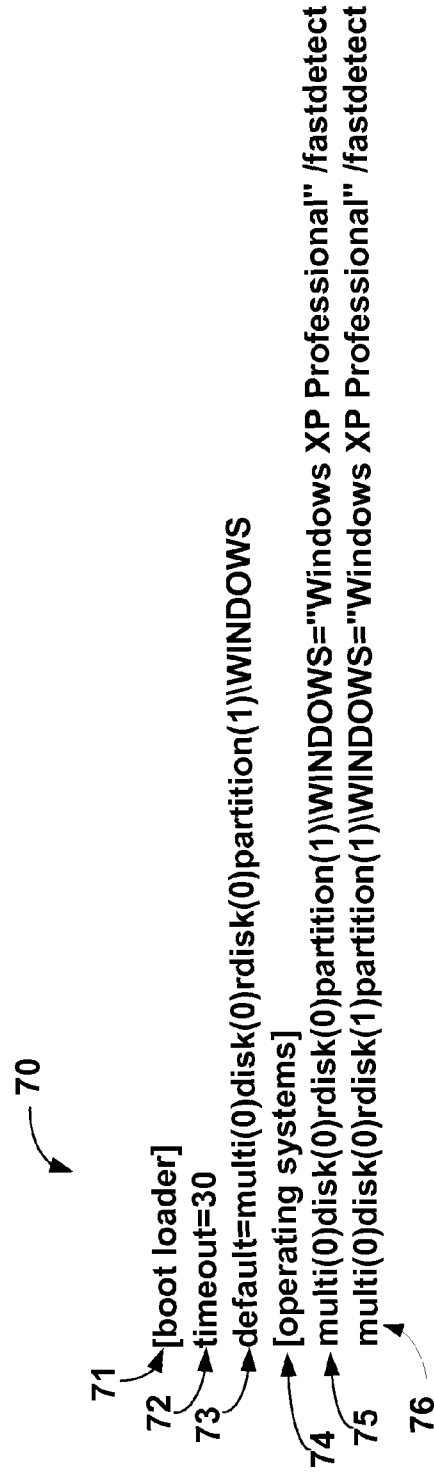 70
71 [boot loader]
72 timeout=30
73 default=multi(0)disk(0)rdisk(0)partition(1)\WINDOWS
74 [operating systems]
75 multi(0)disk(0)rdisk(0)partition(1)\WINDOWS="Windows XP Professional" /fastdetect
76 multi(0)disk(0)rdisk(1)partition(1)\WINDOWS="Windows XP Professional" /fastdetect